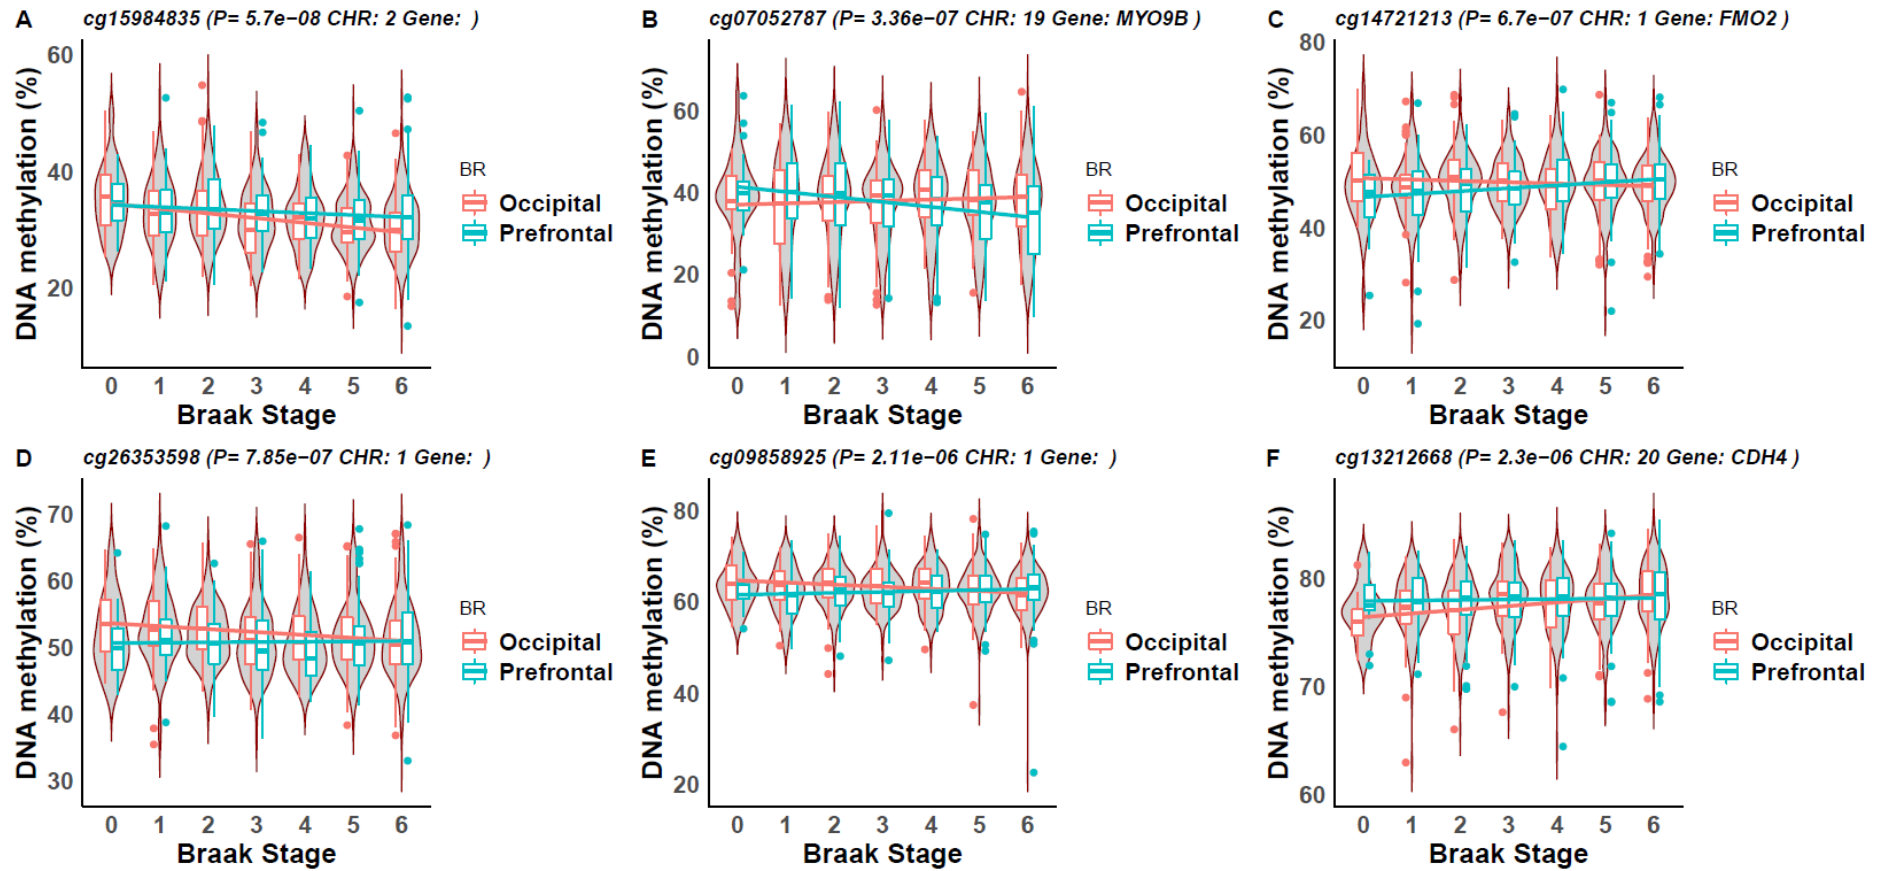 A cg15984835 (P= 5.7e−08 CHR: 2 Gene: )
DNA methylation (%)
60
40
20
0 1 2 3 4 5 6
Braak Stage
BR
Occipital
Prefrontal
B cg07052787 (P= 3.36e−07 CHR: 19 Gene: MYO9B )
DNA methylation (%)
60
40
20
0
0 1 2 3 4 5 6
Braak Stage
BR
Occipital
Prefrontal
C cg14721213 (P= 6.7e−07 CHR: 1 Gene: FMO2 )
DNA methylation (%)
80
60
40
20
0 1 2 3 4 5 6
Braak Stage
BR
Occipital
Prefrontal
D cg26353598 (P= 7.85e−07 CHR: 1 Gene: )
DNA methylation (%)
70
60
50
40
30
0 1 2 3 4 5 6
Braak Stage
BR
Occipital
Prefrontal
E cg09858925 (P= 2.11e−06 CHR: 1 Gene: )
DNA methylation (%)
80
60
40
20
0 1 2 3 4 5 6
Braak Stage
BR
Occipital
Prefrontal
F cg13212668 (P= 2.3e−06 CHR: 20 Gene: CDH4 )
DNA methylation (%)
80
70
60
0 1 2 3 4 5 6
Braak Stage
BR
Occipital
Prefrontal